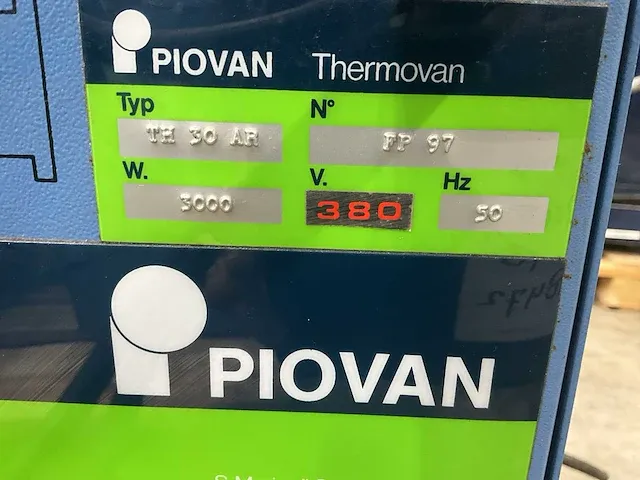 PIOVAN Thermovan
Typ N°
TH 30 AR FP 97
W. V. Hz
3000 380 50
PIOVAN